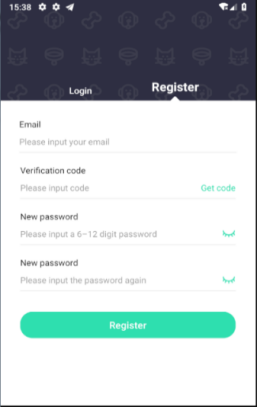 15:38
Login
Register
Email
Please input your email
Verification code
Please input code
Get code
New password
Please input a 6-12 digit password
New password
Please input the password again
Register